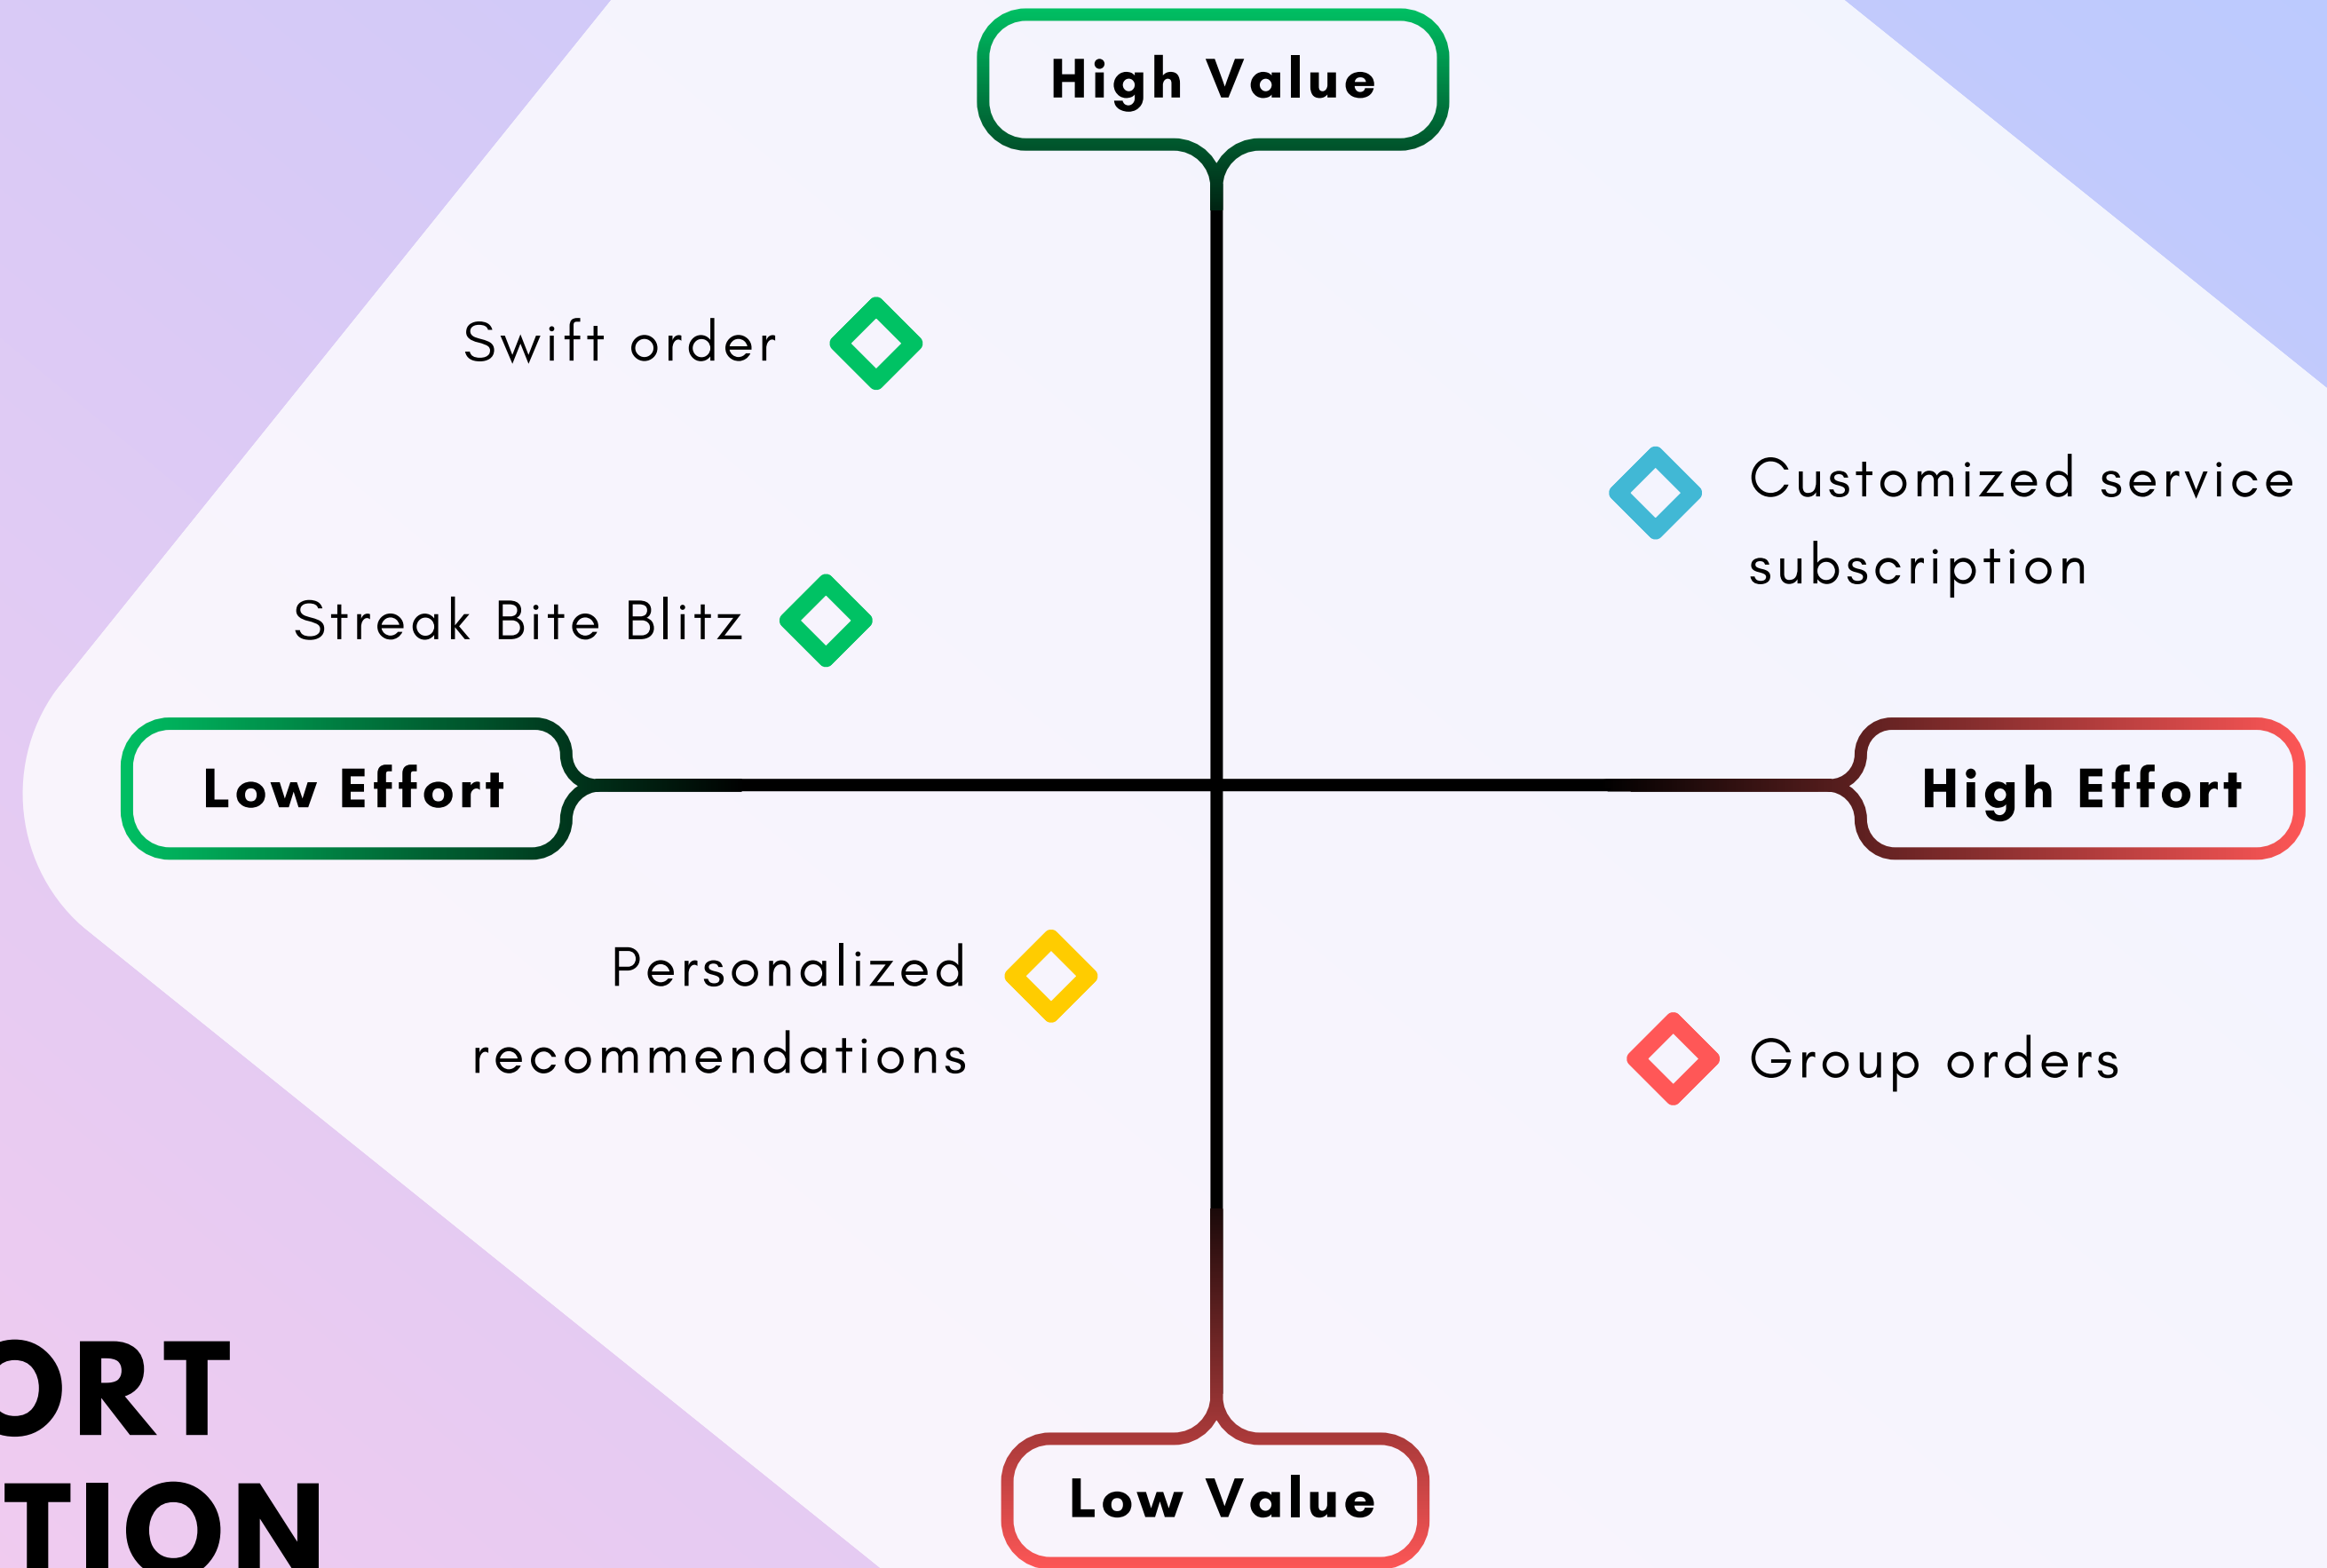 High Value
Swift order
Customized service
subscription
Streak Bite Blitz
Low Effort
High Effort
Personalized
recommendations
Group orders
ORT
TION
Low Value